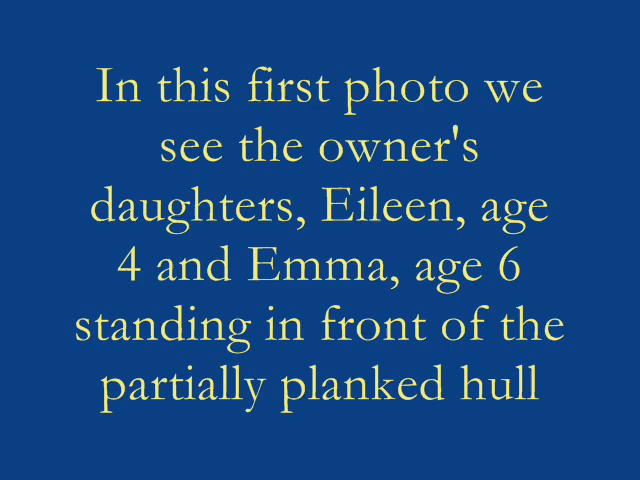 In this first photo we
see the owner's
daughters, Eileen, age
4 and Emma, age 6
standing in front of the
partially planked hull